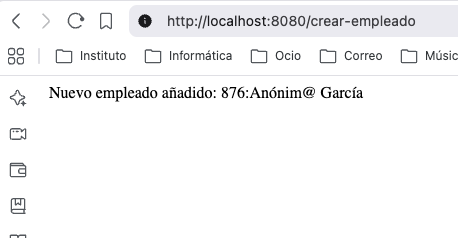 http://localhost:8080/crear-empleado
Instituto Informática Ocio Correo Músic
Nuevo empleado añadido: 876:Anónim@ García